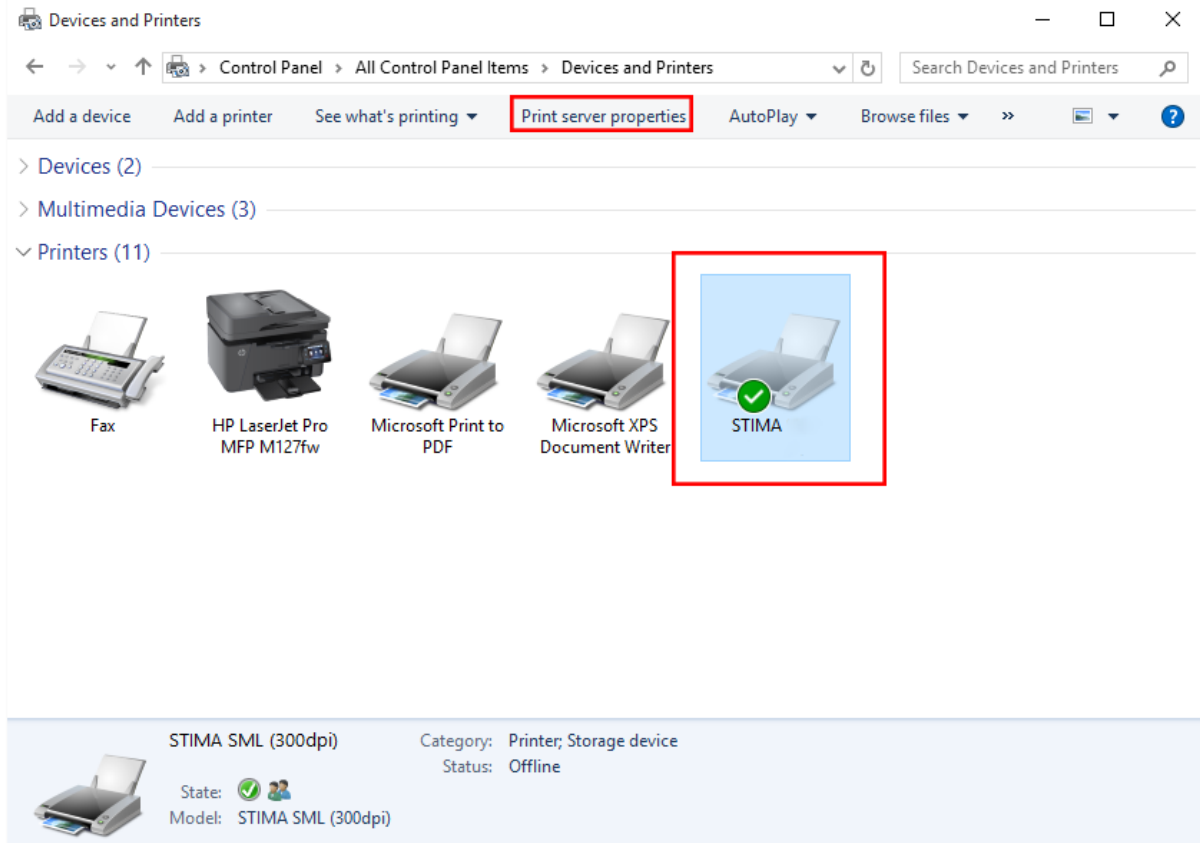 Devices and Printers
Control Panel > All Control Panel Items > Devices and Printers
Search Devices and Printers
Add a device Add a printer See what's printing Print server properties AutoPlay Browse files » ?
Devices (2)
Multimedia Devices (3)
Printers (11)
Fax
HP LaserJet Pro
MFP M127fw
Microsoft Print to
PDF
Microsoft XPS
Document Writer
STIMA
STIMA SML (300dpi) Category: Printer; Storage device
Status: Offline
State:
Model: STIMA SML (300dpi)